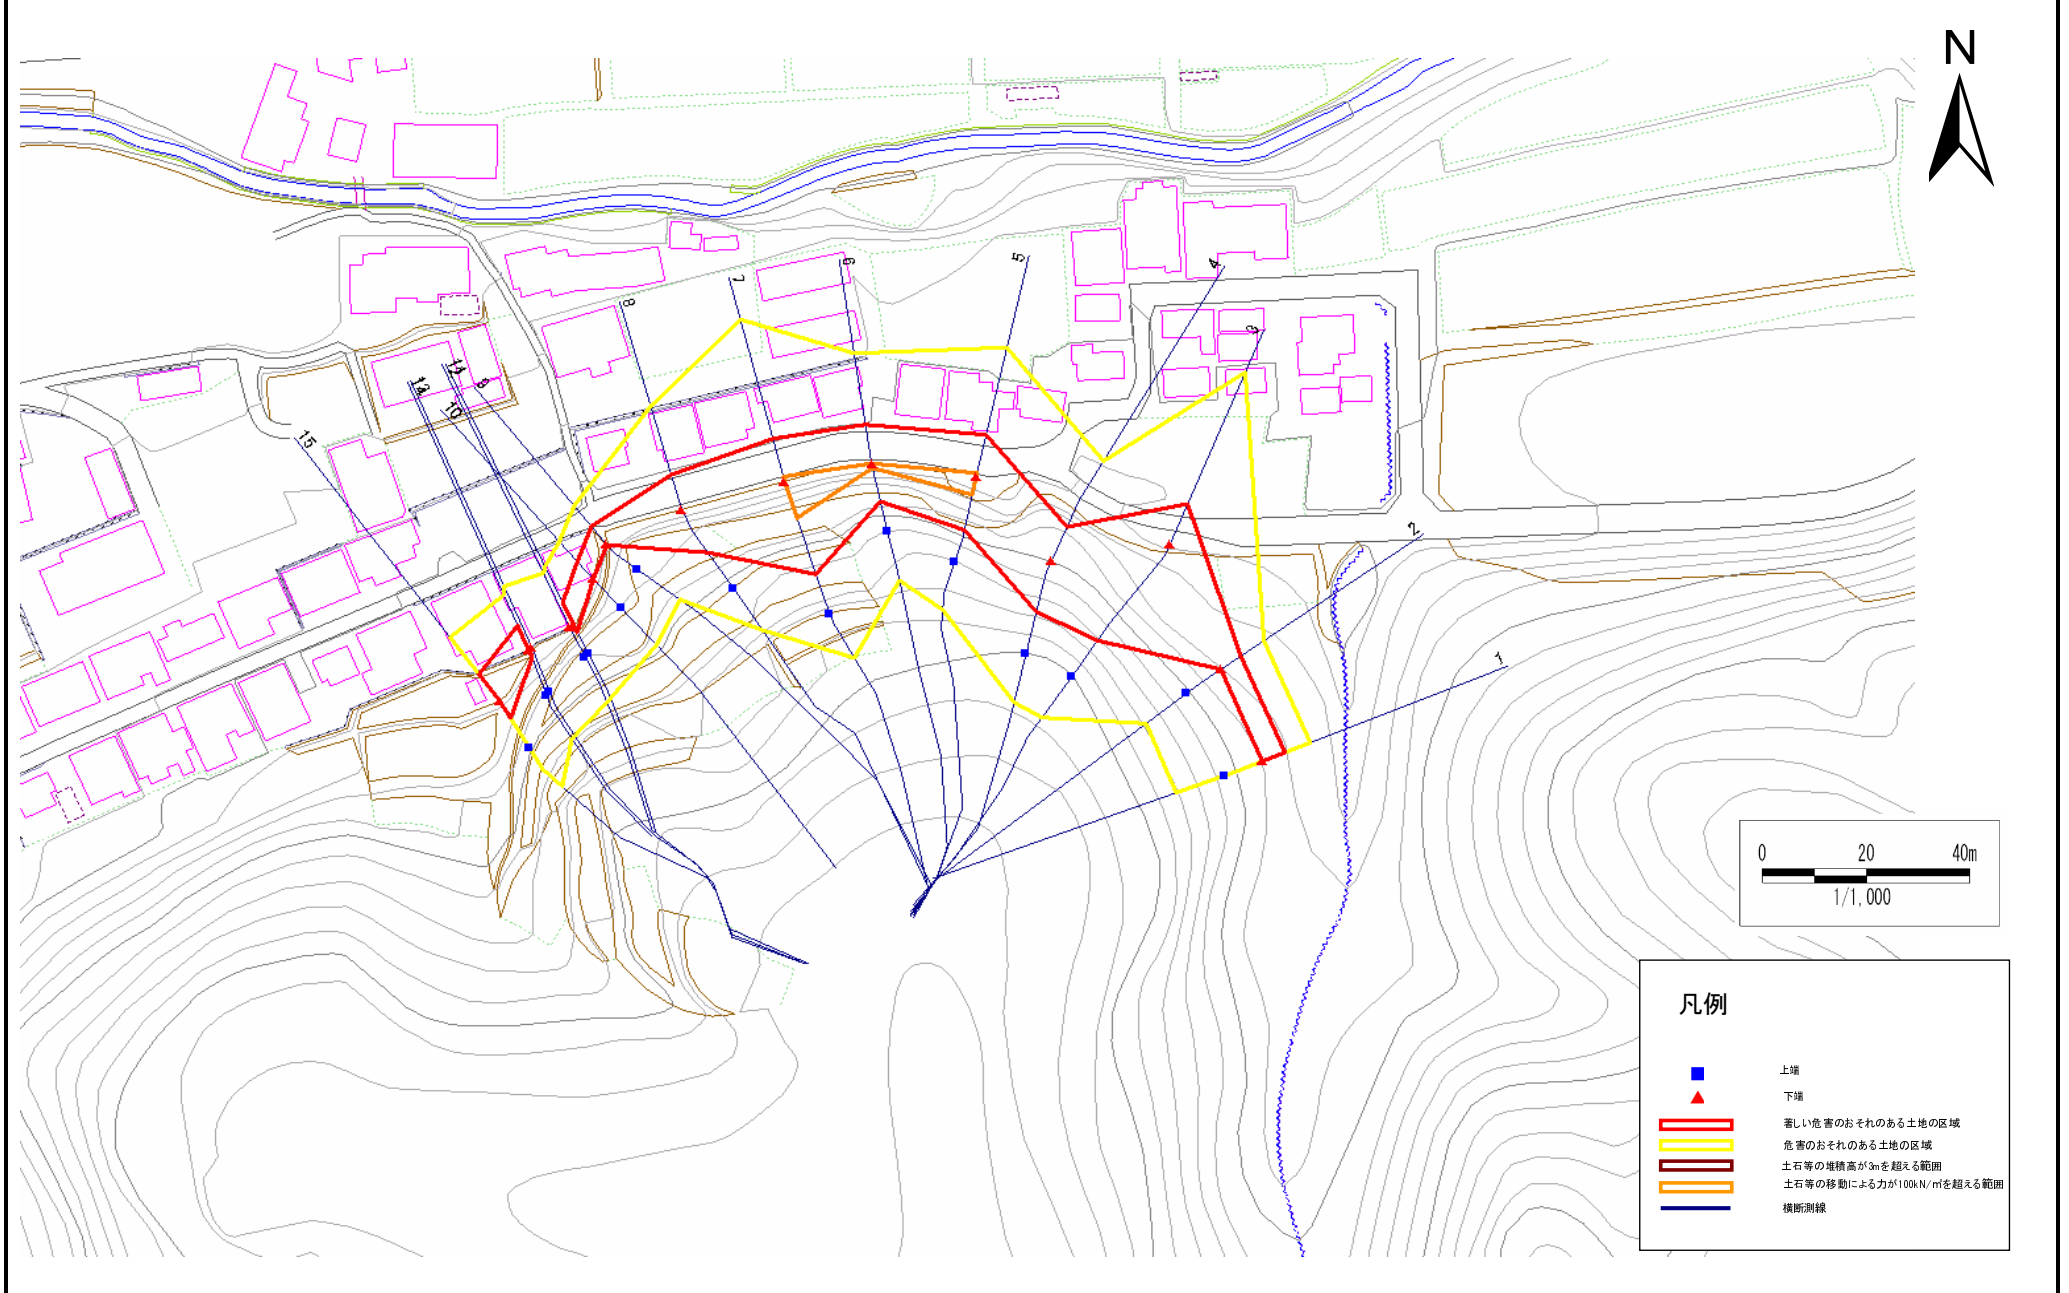 N
5
6
4
7
8
3
11
12
9
13
14
10
15
2
1
0 20 40m
1/1,000
凡例
上端
下端
著しい危害のおそれのある土地の区域
危害のおそれのある土地の区域
土石等の堆積高が3mを超える範囲
土石等の移動による力が100kN/㎡を超える範囲
横断測線